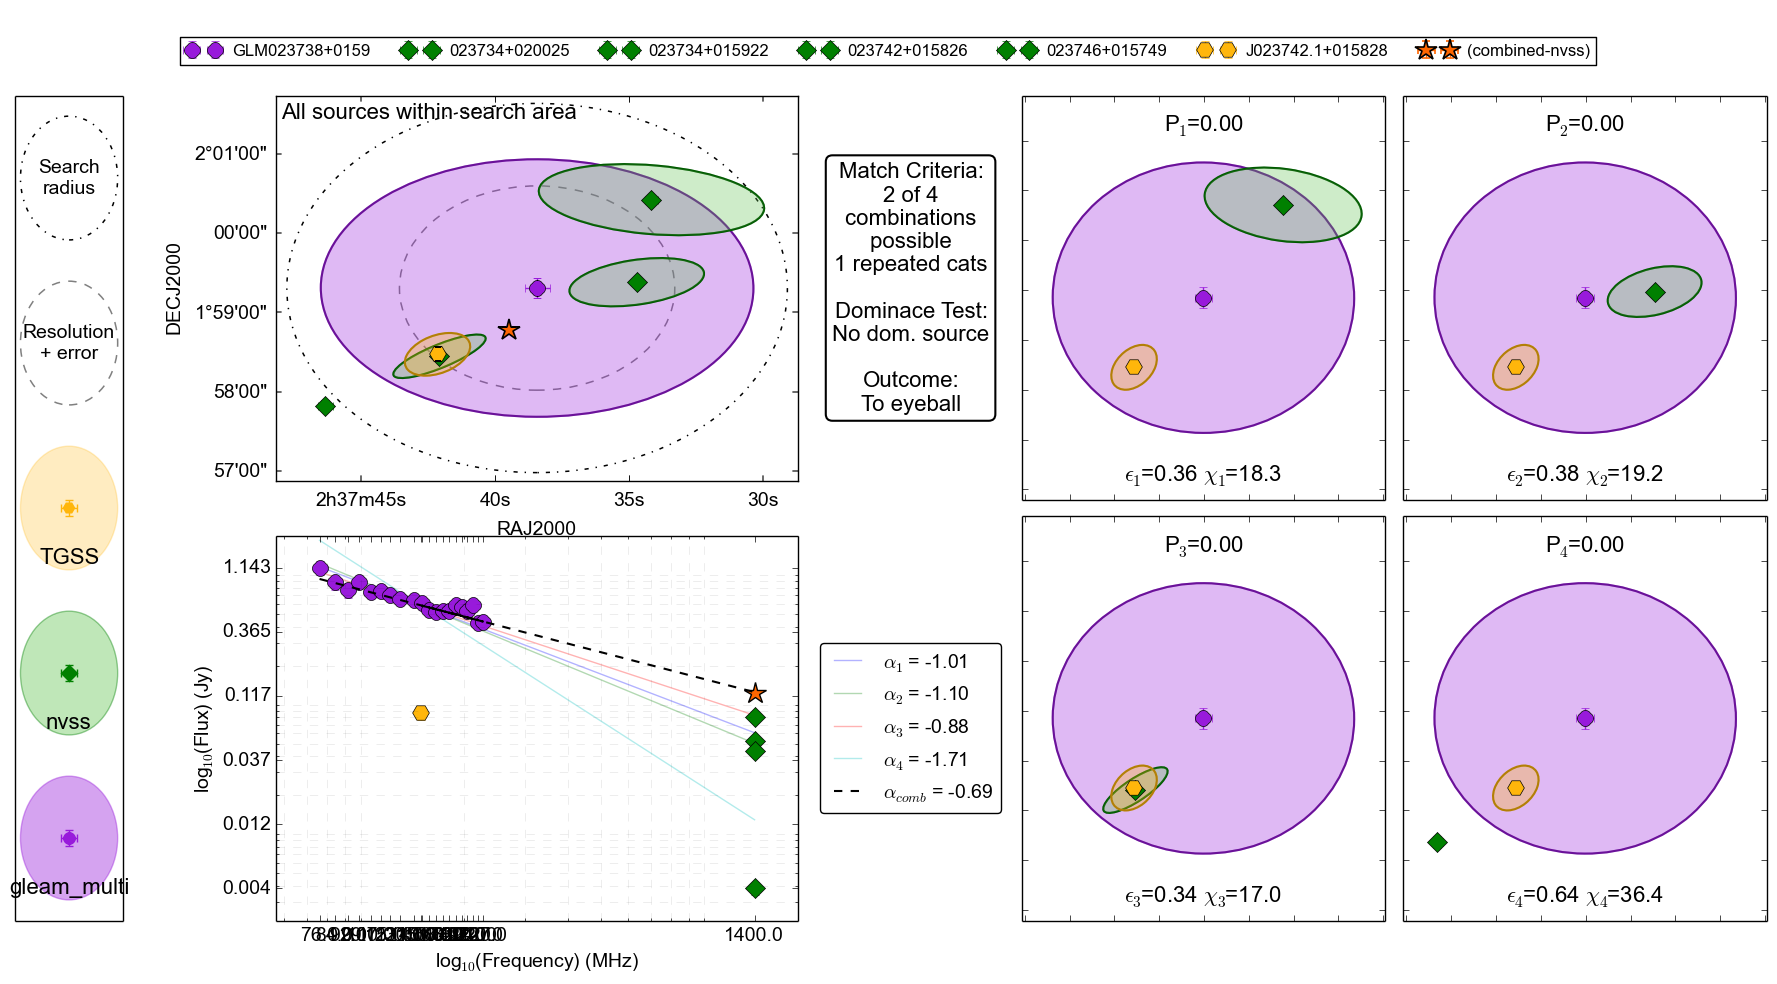 GLM023738+0159
023734+020025
023734+015922
023742+015826
023746+015749
J023742.1+015828
(combined-nvss)
Search
radius
Resolution
+ error
TGSS
nvss
gleam_multi
All sources within search area
DECJ2000
2°01'00"
00'00"
1°59'00"
58'00"
57'00"
2h37m45s
40s
35s
30s
RAJ2000
Match Criteria:
2 of 4
combinations
possible
1 repeated cats
Dominace Test:
No dom. source
Outcome:
To eyeball
log10(Flux) (Jy)
1.143
0.365
0.117
0.037
0.012
0.004
1400.0
log10(Frequency) (MHz)
α1 = -1.01
α2 = -1.10
α3 = -0.88
α4 = -1.71
αcomb = -0.69
P1=0.00
ϵ1=0.36 χ1=18.3
P2=0.00
ϵ2=0.38 χ2=19.2
P3=0.00
ϵ3=0.34 χ3=17.0
P4=0.00
ϵ4=0.64 χ4=36.4